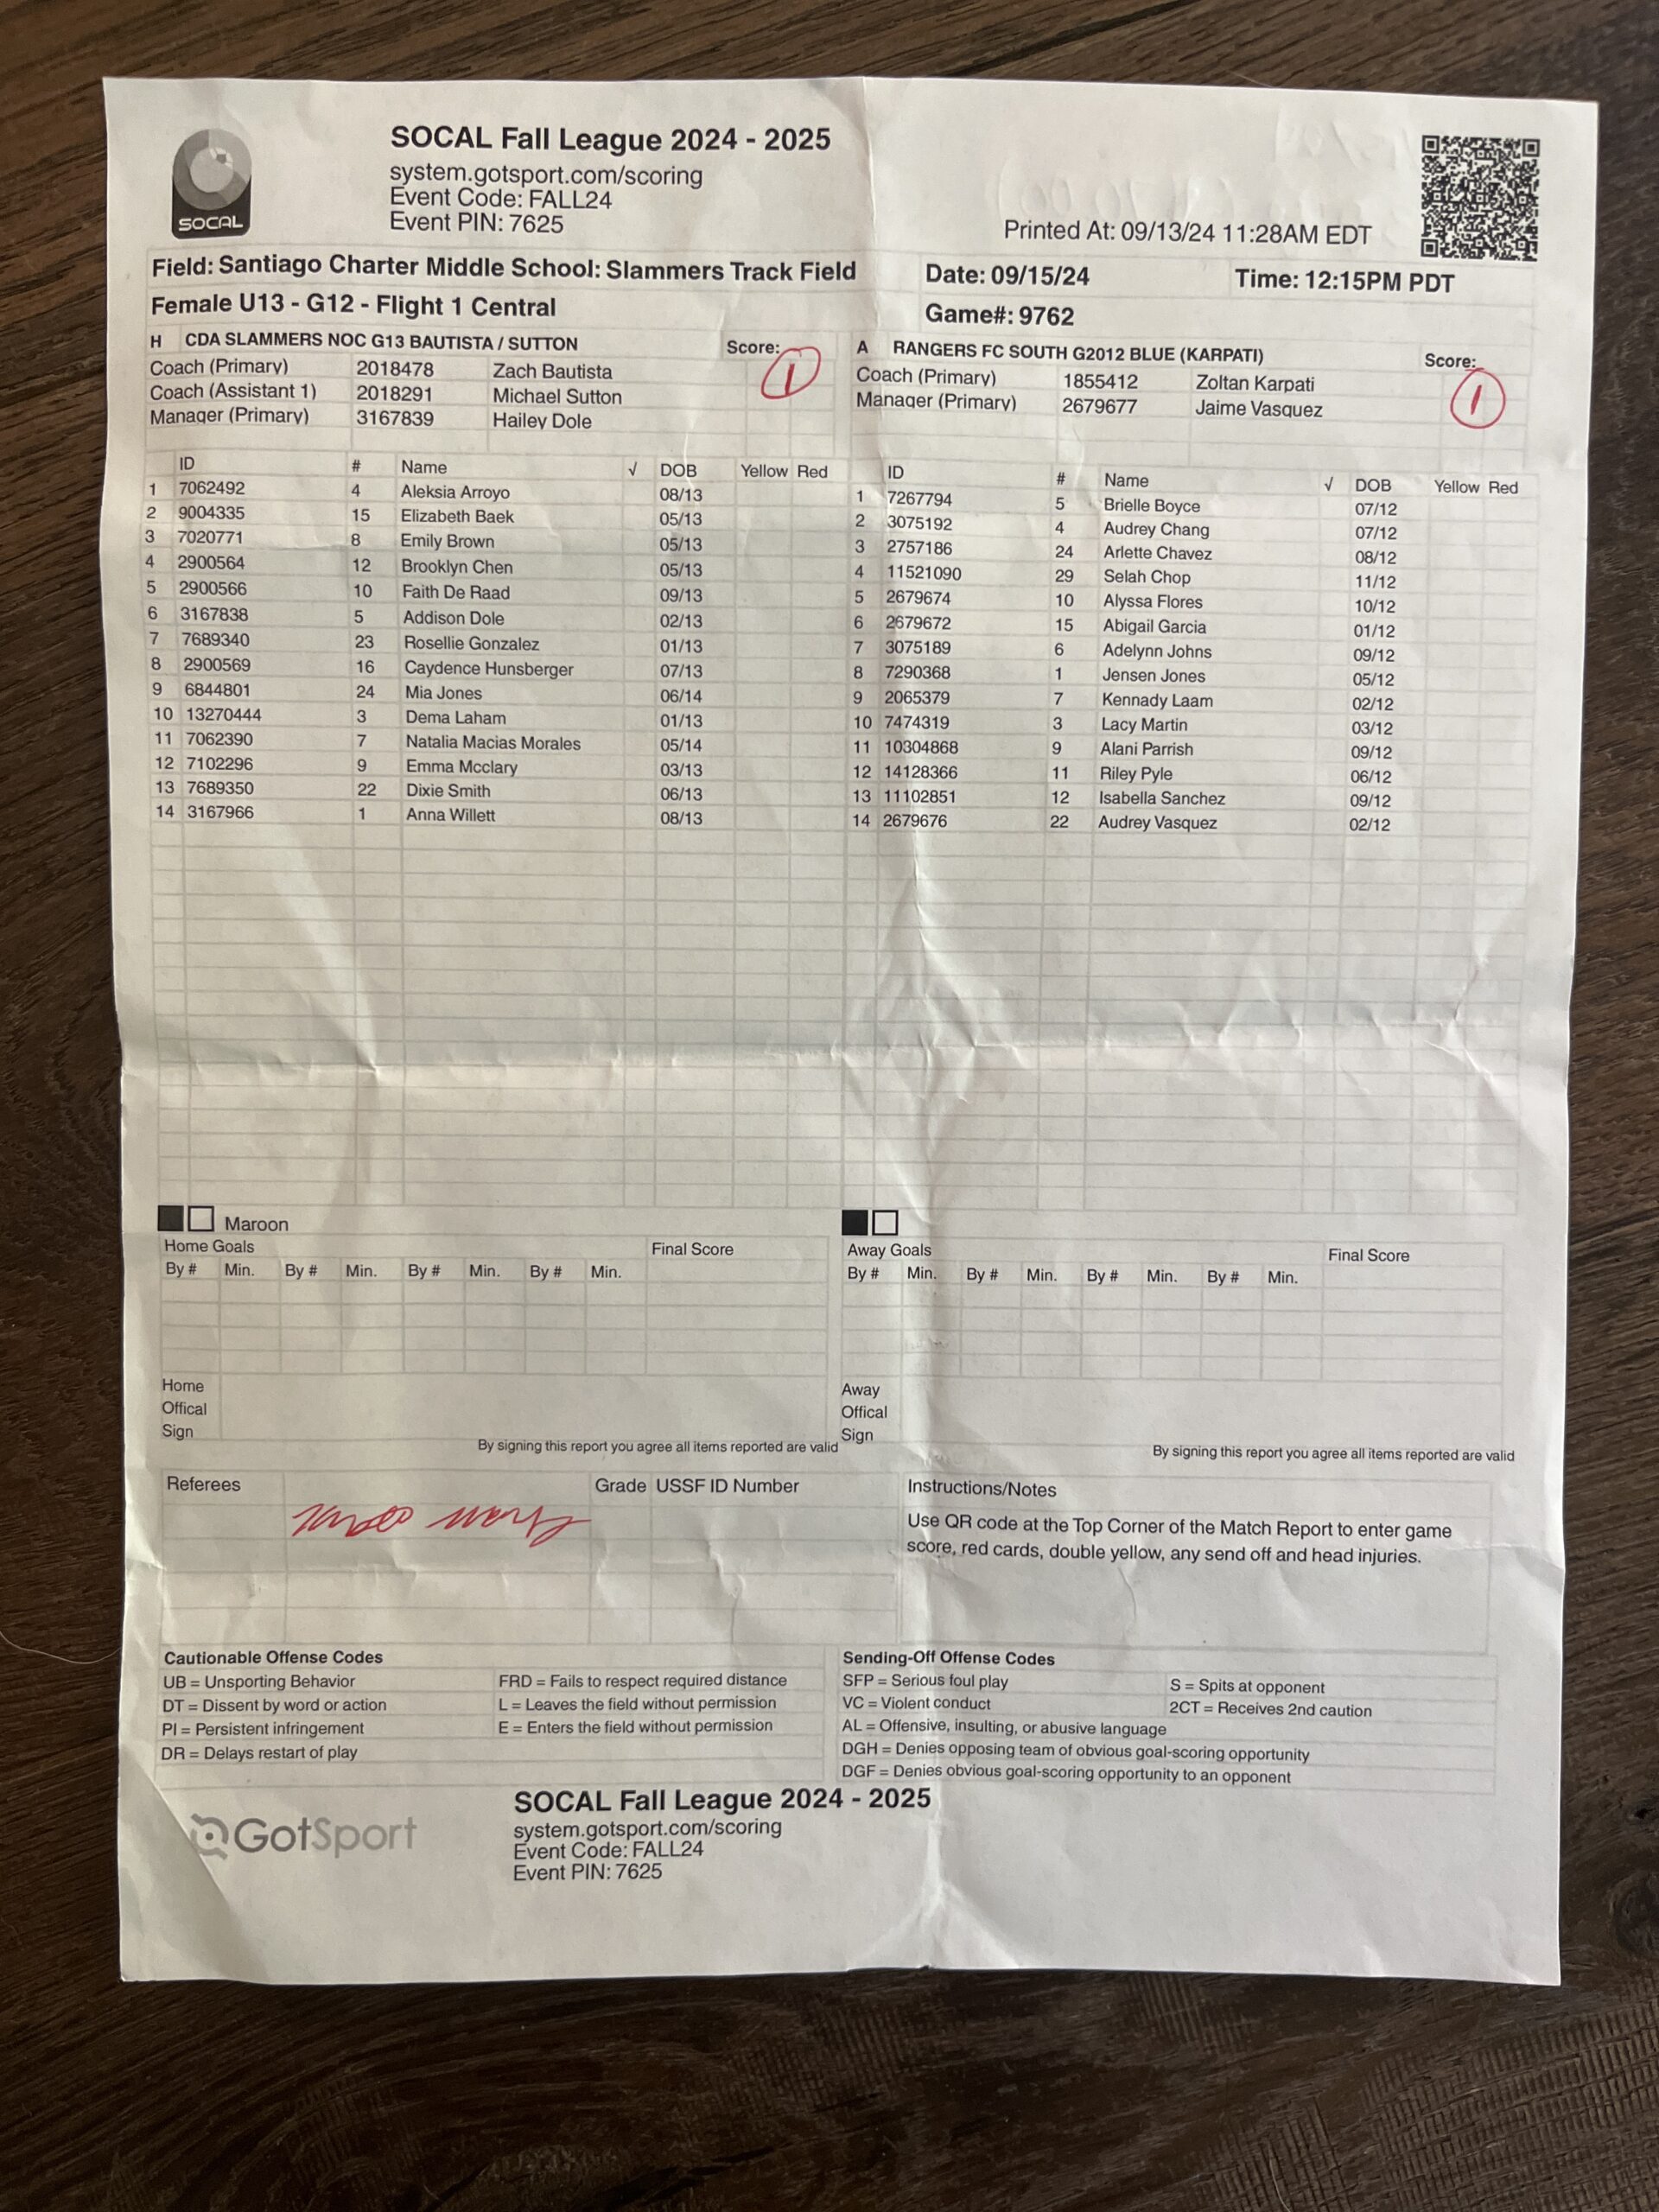 SOCAL Fall League 2024 - 2025
system.gotsport.com/scoring
Event Code: FALL24
Event PIN: 7625
SOCAL
Printed At: 09/13/24 11:28AM EDT
Field: Santiago Charter Middle School: Slammers Track Field Date: 09/15/24 Time: 12:15PM PDT
Female U13 - G12 - Flight 1 Central Game#: 9762
H CDA SLAMMERS NOC G13 BAUTISTA / SUTTON Score: 1
Coach (Primary) 2018478 Zach Bautista
Coach (Assistant 1) 2018291 Michael Sutton
Manager (Primary) 3167839 Hailey Dole
ID # Name √ DOB Yellow Red
1 7062492 4 Aleksia Arroyo 08/13
2 9004335 15 Elizabeth Baek 05/13
3 7020771 8 Emily Brown 05/13
4 2900564 12 Brooklyn Chen 05/13
5 2900566 10 Faith De Raad 09/13
6 3167838 5 Addison Dole 02/13
7 7689340 23 Rosellie Gonzalez 01/13
8 2900569 16 Caydence Hunsberger 07/13
9 6844801 24 Mia Jones 06/14
10 13270444 3 Dema Laham 01/13
11 7062390 7 Natalia Macias Morales 05/14
12 7102296 9 Emma Mcclary 03/13
13 7689350 22 Dixie Smith 06/13
14 3167966 1 Anna Willett 08/13
A RANGERS FC SOUTH G2012 BLUE (KARPATI) Score: 1
Coach (Primary) 1855412 Zoltan Karpati
Manager (Primary) 2679677 Jaime Vasquez
ID # Name √ DOB Yellow Red
1 7267794 5 Brielle Boyce 07/12
2 3075192 4 Audrey Chang 07/12
3 2757186 24 Arlette Chavez 08/12
4 11521090 29 Selah Chop 11/12
5 2679674 10 Alyssa Flores 10/12
6 2679672 15 Abigail Garcia 01/12
7 3075189 6 Adelynn Johns 09/12
8 7290368 1 Jensen Jones 05/12
9 2065379 7 Kennady Laam 02/12
10 7474319 3 Lacy Martin 03/12
11 10304868 9 Alani Parrish 09/12
12 14128366 11 Riley Pyle 06/12
13 11102851 12 Isabella Sanchez 09/12
14 2679676 22 Audrey Vasquez 02/12
Maroon
Home Goals Final Score
By # Min. By # Min. By # Min. By # Min.
Home
Offical
Sign
By signing this report you agree all items reported are valid
Away Goals Final Score
By # Min. By # Min. By # Min. By # Min.
Away
Offical
Sign
By signing this report you agree all items reported are valid
Referees Grade USSF ID Number
Instructions/Notes
Use QR code at the Top Corner of the Match Report to enter game
score, red cards, double yellow, any send off and head injuries.
Cautionable Offense Codes
UB = Unsporting Behavior FRD = Fails to respect required distance
DT = Dissent by word or action L = Leaves the field without permission
PI = Persistent infringement E = Enters the field without permission
DR = Delays restart of play
Sending-Off Offense Codes
SFP = Serious foul play S = Spits at opponent
VC = Violent conduct 2CT = Receives 2nd caution
AL = Offensive, insulting, or abusive language
DGH = Denies opposing team of obvious goal-scoring opportunity
DGF = Denies obvious goal-scoring opportunity to an opponent
GotSport
SOCAL Fall League 2024 - 2025
system.gotsport.com/scoring
Event Code: FALL24
Event PIN: 7625